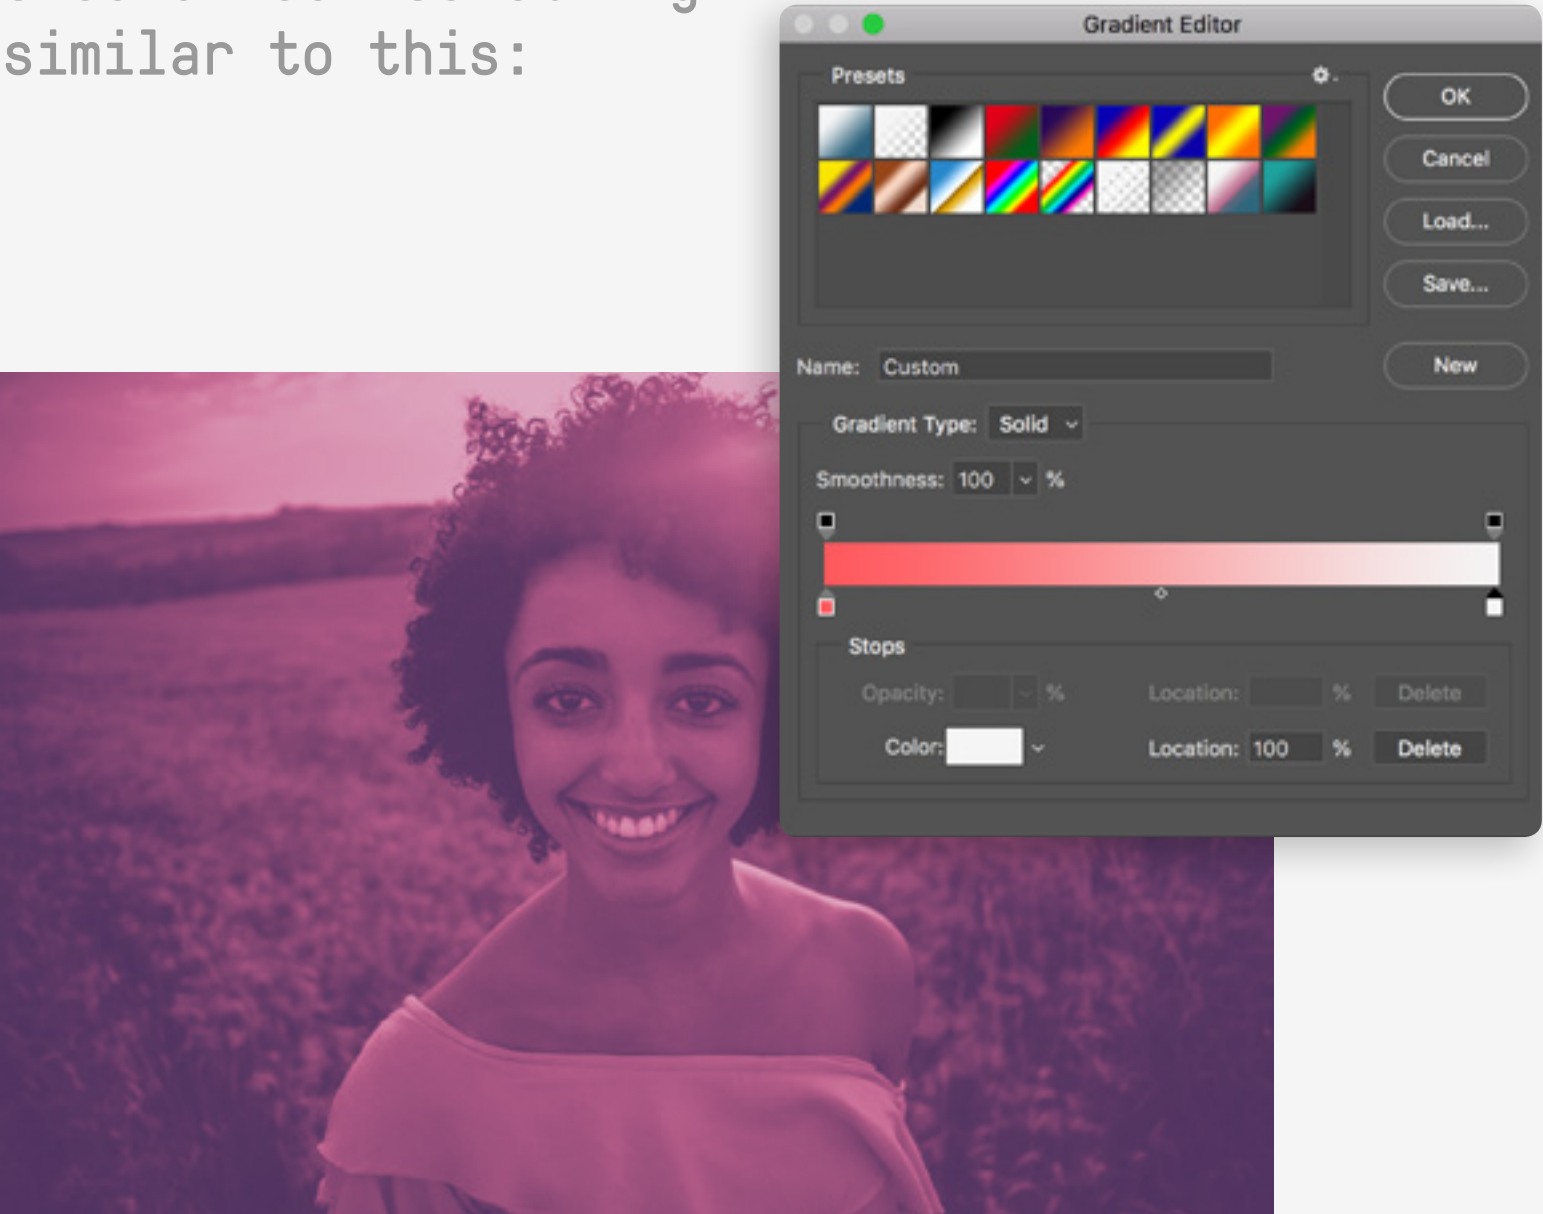 similar to this:
Gradient Editor
Presets
OK
Cancel
Load...
Save...
Name: Custom
New
Gradient Type: Solid
Smoothness: 100 %
Stops
Opacity: % Location: % Delete
Color: Location: 100 % Delete